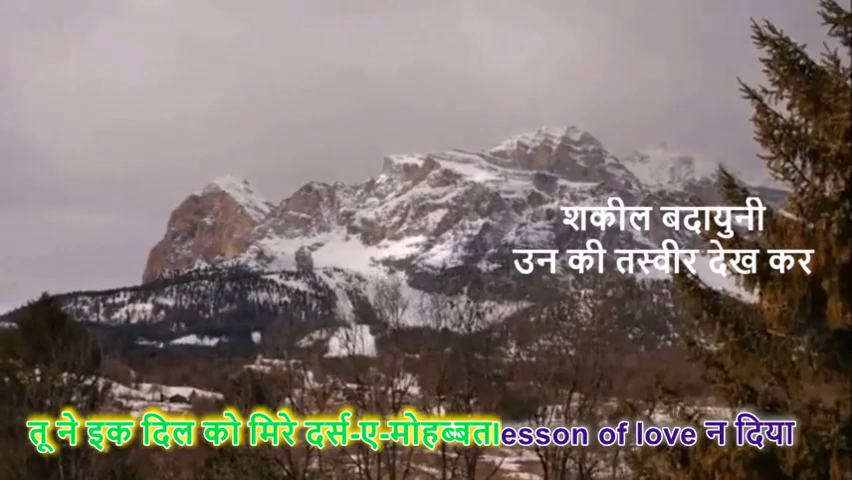 शकील बदायुनी
उन की तस्वीर देख कर
तू ने इक दिल को मिरे दर्स-ए-मोहब्बतlesson of love न दिया